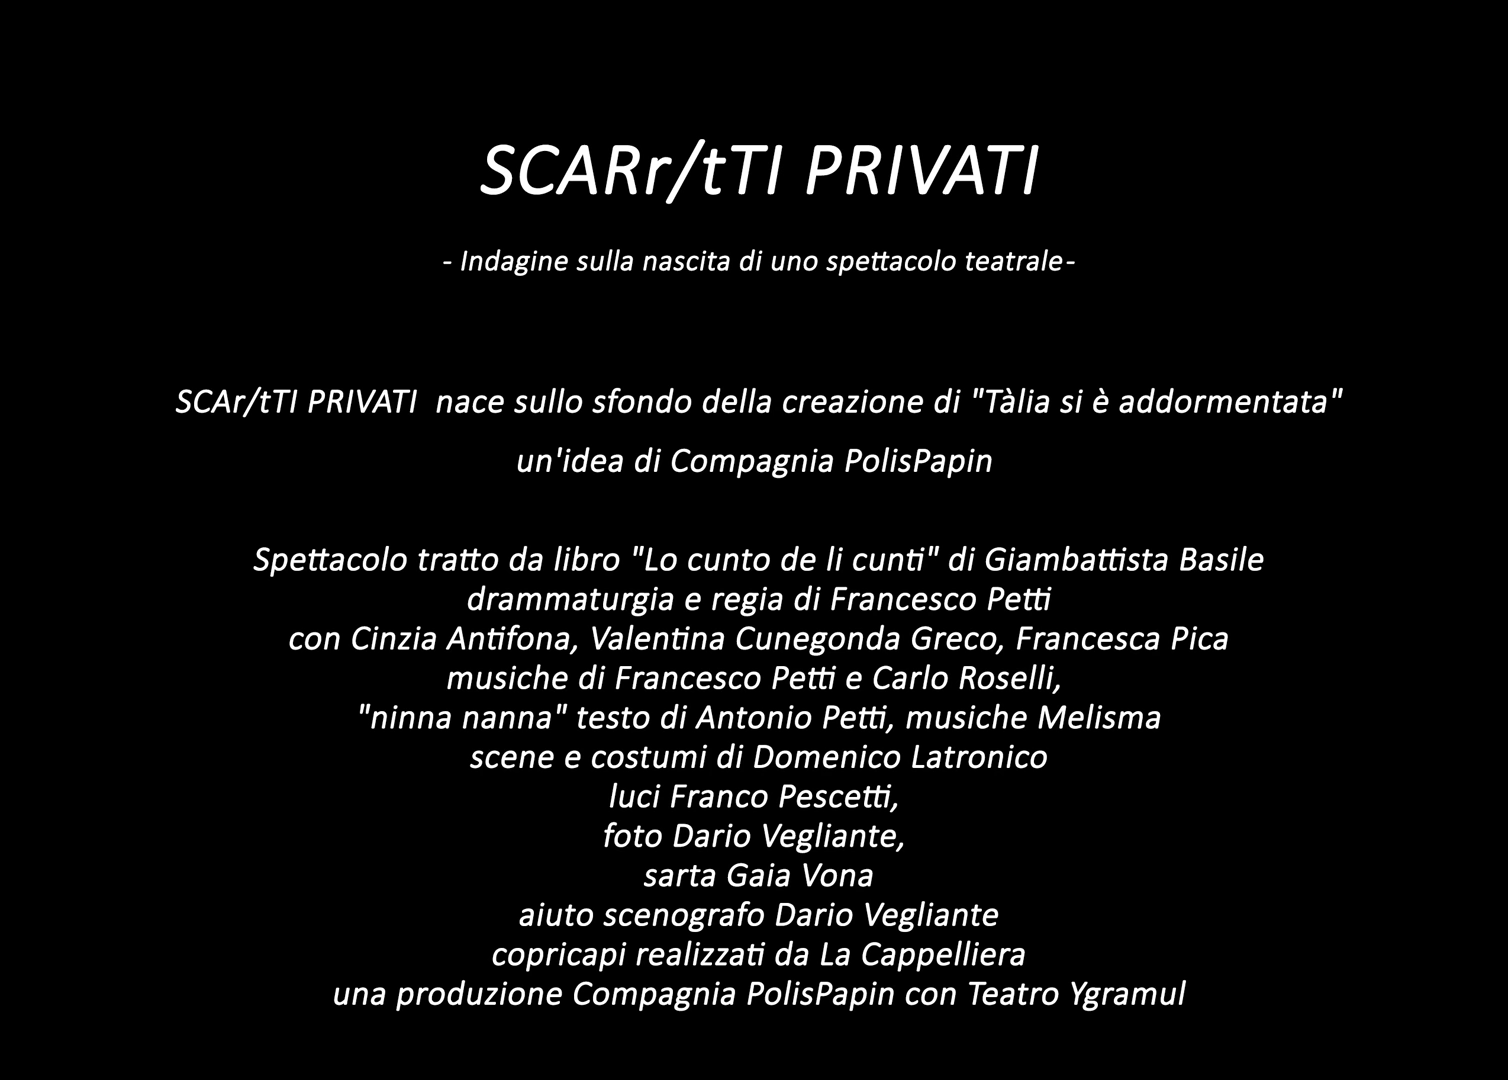 SCARr/tTI PRIVATI
- Indagine sulla nascita di uno spettacolo teatrale-
SCAr/tTI PRIVATI nace sullo sfondo della creazione di "Tàlia si è addormentata"
un'idea di Compagnia PolisPapin
Spettacolo tratto da libro "Lo cunto de li cunti" di Giambattista Basile
drammaturgia e regia di Francesco Petti
con Cinzia Antifona, Valentina Cunegonda Greco, Francesca Pica
musiche di Francesco Petti e Carlo Roselli,
"ninna nanna" testo di Antonio Petti, musiche Melisma
scene e costumi di Domenico Latronico
luci Franco Pescetti,
foto Dario Vegliante,
sarta Gaia Vona
aiuto scenografo Dario Vegliante
copricapi realizzati da La Cappelliera
una produzione Compagnia PolisPapin con Teatro Ygramul